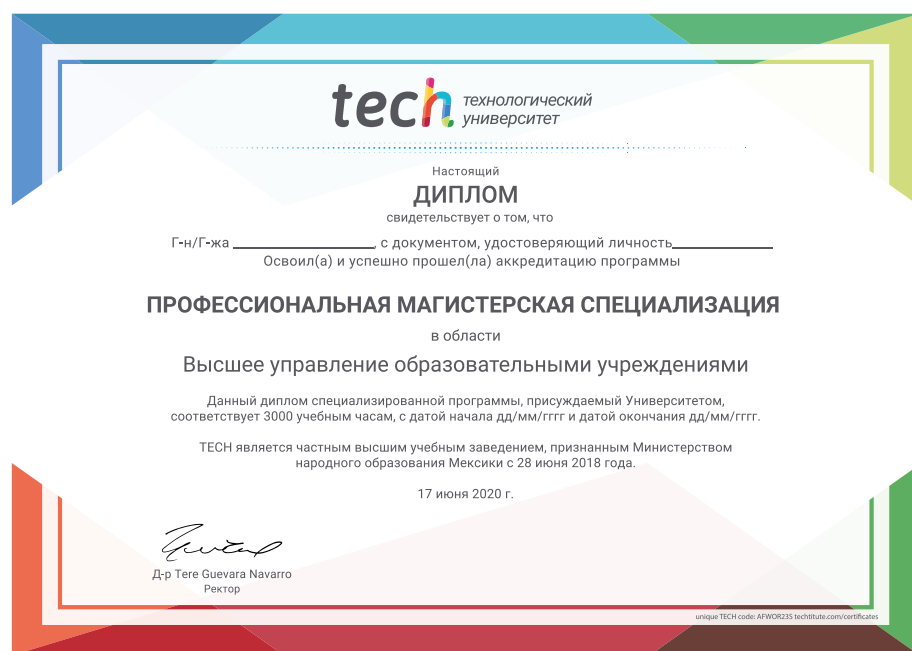 tech технологический
университет
Настоящий
ДИПЛОМ
свидетельствует о том, что
Г-н/Г-жа , с документом, удостоверяющий личность
Освоил(а) и успешно прошел(ла) аккредитацию программы
ПРОФЕССИОНАЛЬНАЯ МАГИСТЕРСКАЯ СПЕЦИАЛИЗАЦИЯ
в области
Высшее управление образовательными учреждениями
Данный диплом специализированной программы, присуждаемый Университетом,
соответствует 3000 учебным часам, с датой начала дд/мм/гггг и датой окончания дд/мм/гггг.
TECH является частным высшим учебным заведением, признанным Министерством
народного образования Мексики с 28 июня 2018 года.
17 июня 2020 г.
Д-р Tere Guevara Navarro
Ректор
unique TECH code: AFWOR235 techtitute.com/certificates